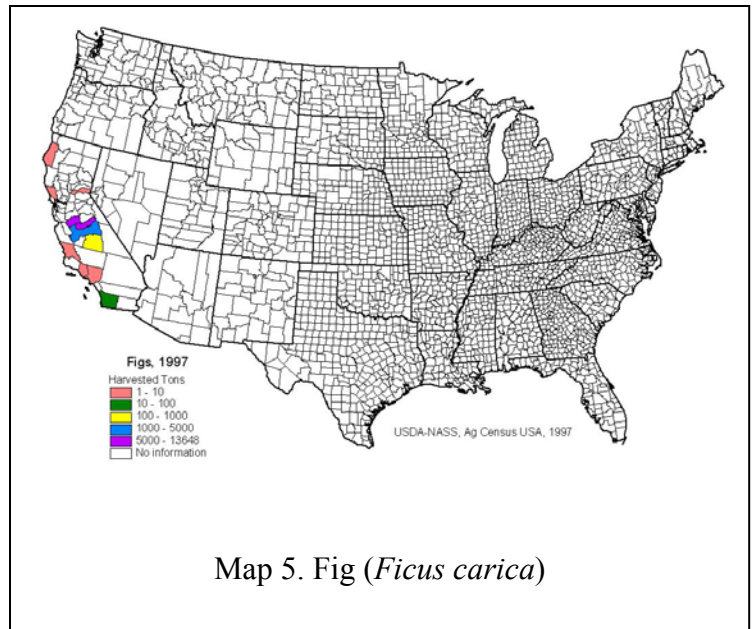 Figs, 1997
Harvested Tons
1 - 10
10 - 100
100 - 1000
1000 - 5000
5000 - 13648
No information
USDA-NASS, Ag Census USA, 1997
Map 5. Fig (Ficus carica)